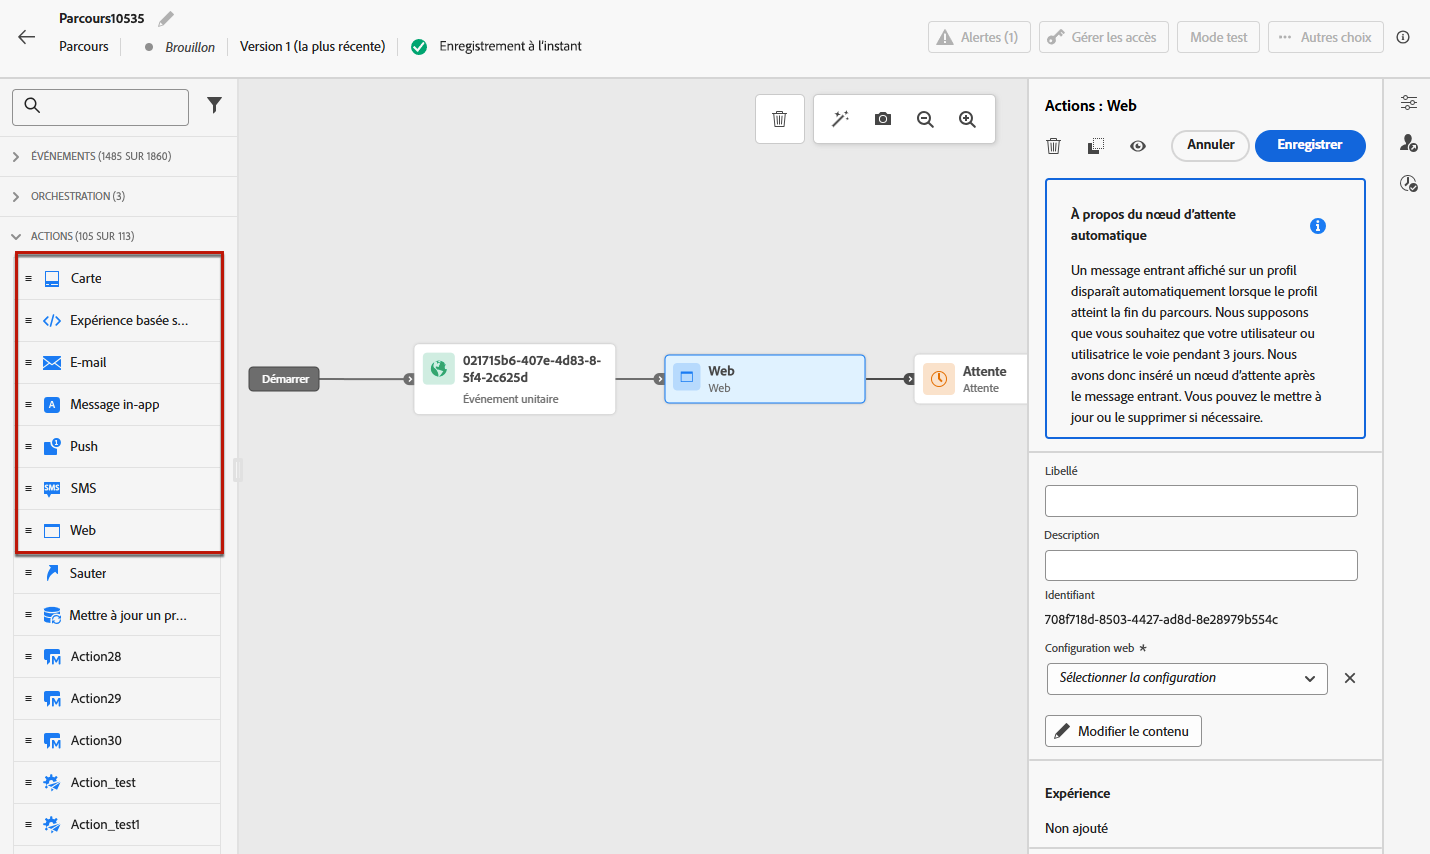 Parcours10535
Parcours
Brouillon
Version 1 (la plus récente)
Enregistrement à l'instant
Alertes (1)
Gérer les accès
Mode test
Autres choix
ÉVÉNEMENTS (1485 SUR 1860)
ORCHESTRATION (3)
ACTIONS (105 SUR 113)
Carte
Expérience basée s...
E-mail
Message in-app
Push
SMS
Web
Sauter
Mettre à jour un pr...
Action28
Action29
Action30
Action_test
Action_test1
Démarrer
021715b6-407e-4d83-8-
5f4-2c625d
Événement unitaire
Web
Web
Attente
Attente
Actions : Web
Annuler
Enregistrer
À propos du nœud d'attente
automatique
Un message entrant affiché sur un profil
disparaît automatiquement lorsque le profil
atteint la fin du parcours. Nous supposons
que vous souhaitez que votre utilisateur ou
utilisatrice le voie pendant 3 jours. Nous
avons donc inséré un nœud d'attente après
le message entrant. Vous pouvez le mettre à
jour ou le supprimer si nécessaire.
Libellé
Description
Identifiant
708f718d-8503-4427-ad8d-8e28979b554c
Configuration web *
Sélectionner la configuration
Modifier le contenu
Expérience
Non ajouté